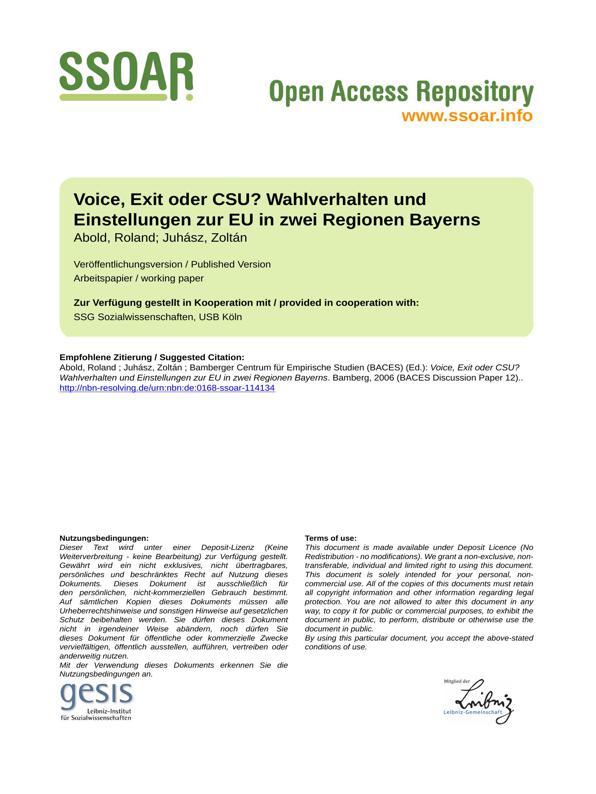 SSOAR
Open Access Repository
www.ssoar.info
Voice, Exit oder CSU? Wahlverhalten und
Einstellungen zur EU in zwei Regionen Bayerns
Abold, Roland; Juhász, Zoltán
Veröffentlichungsversion / Published Version
Arbeitspapier / working paper
Zur Verfügung gestellt in Kooperation mit / provided in cooperation with:
SSG Sozialwissenschaften, USB Köln
Empfohlene Zitierung / Suggested Citation:
Abold, Roland ; Juhász, Zoltán ; Bamberger Centrum für Empirische Studien (BACES) (Ed.): Voice, Exit oder CSU?
Wahlverhalten und Einstellungen zur EU in zwei Regionen Bayerns. Bamberg, 2006 (BACES Discussion Paper 12)..
http://nbn-resolving.de/urn:nbn:de:0168-ssoar-114134
Nutzungsbedingungen:
Dieser Text wird unter einer Deposit-Lizenz (Keine
Weiterverbreitung - keine Bearbeitung) zur Verfügung gestellt.
Gewährt wird ein nicht exklusives, nicht übertragbares,
persönliches und beschränktes Recht auf Nutzung dieses
Dokuments. Dieses Dokument ist ausschließlich für
den persönlichen, nicht-kommerziellen Gebrauch bestimmt.
Auf sämtlichen Kopien dieses Dokuments müssen alle
Urheberrechtshinweise und sonstigen Hinweise auf gesetzlichen
Schutz beibehalten werden. Sie dürfen dieses Dokument
nicht in irgendeiner Weise abändern, noch dürfen Sie
dieses Dokument für öffentliche oder kommerzielle Zwecke
vervielfältigen, öffentlich ausstellen, aufführen, vertreiben oder
anderweitig nutzen.
Mit der Verwendung dieses Dokuments erkennen Sie die
Nutzungsbedingungen an.
Terms of use:
This document is made available under Deposit Licence (No
Redistribution - no modifications). We grant a non-exclusive, non-
transferable, individual and limited right to using this document.
This document is solely intended for your personal, non-
commercial use. All of the copies of this documents must retain
all copyright information and other information regarding legal
protection. You are not allowed to alter this document in any
way, to copy it for public or commercial purposes, to exhibit the
document in public, to perform, distribute or otherwise use the
document in public.
By using this particular document, you accept the above-stated
conditions of use.
gesis
Leibniz-Institut
für Sozialwissenschaften
Mitglied der
Leibniz
Leibniz-Gemeinschaft